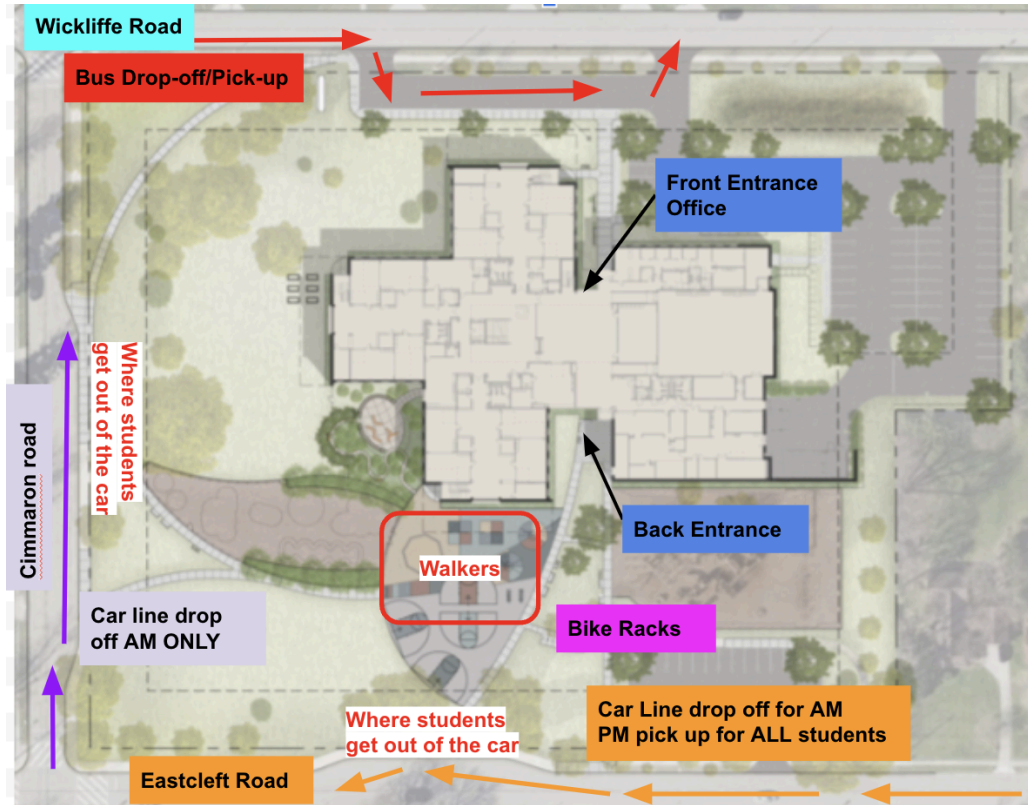 Wickliffe Road
Bus Drop-off/Pick-up
Front Entrance
Office
Where students
get out of the car
Cimmaron road
Back Entrance
Walkers
Car line drop
off AM ONLY
Bike Racks
Car Line drop off for AM
PM pick up for ALL students
Where students
get out of the car
Eastcleft Road